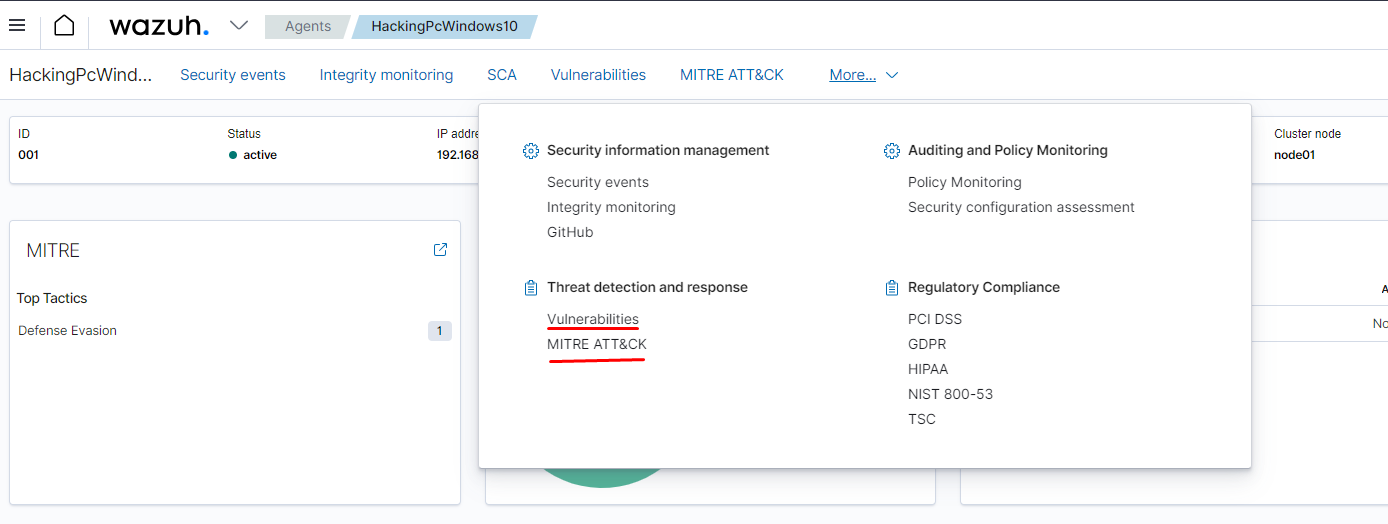 wazuh. Agents HackingPcWindows10
HackingPcWind... Security events Integrity monitoring SCA Vulnerabilities MITRE ATT&CK More...
ID Status IP addre Cluster node
001 active 192.168 node01
Security information management
Security events
Integrity monitoring
GitHub
Auditing and Policy Monitoring
Policy Monitoring
Security configuration assessment
Threat detection and response
Vulnerabilities
MITRE ATT&CK
Regulatory Compliance
PCI DSS
GDPR
HIPAA
NIST 800-53
TSC
MITRE
Top Tactics
Defense Evasion 1
A
No